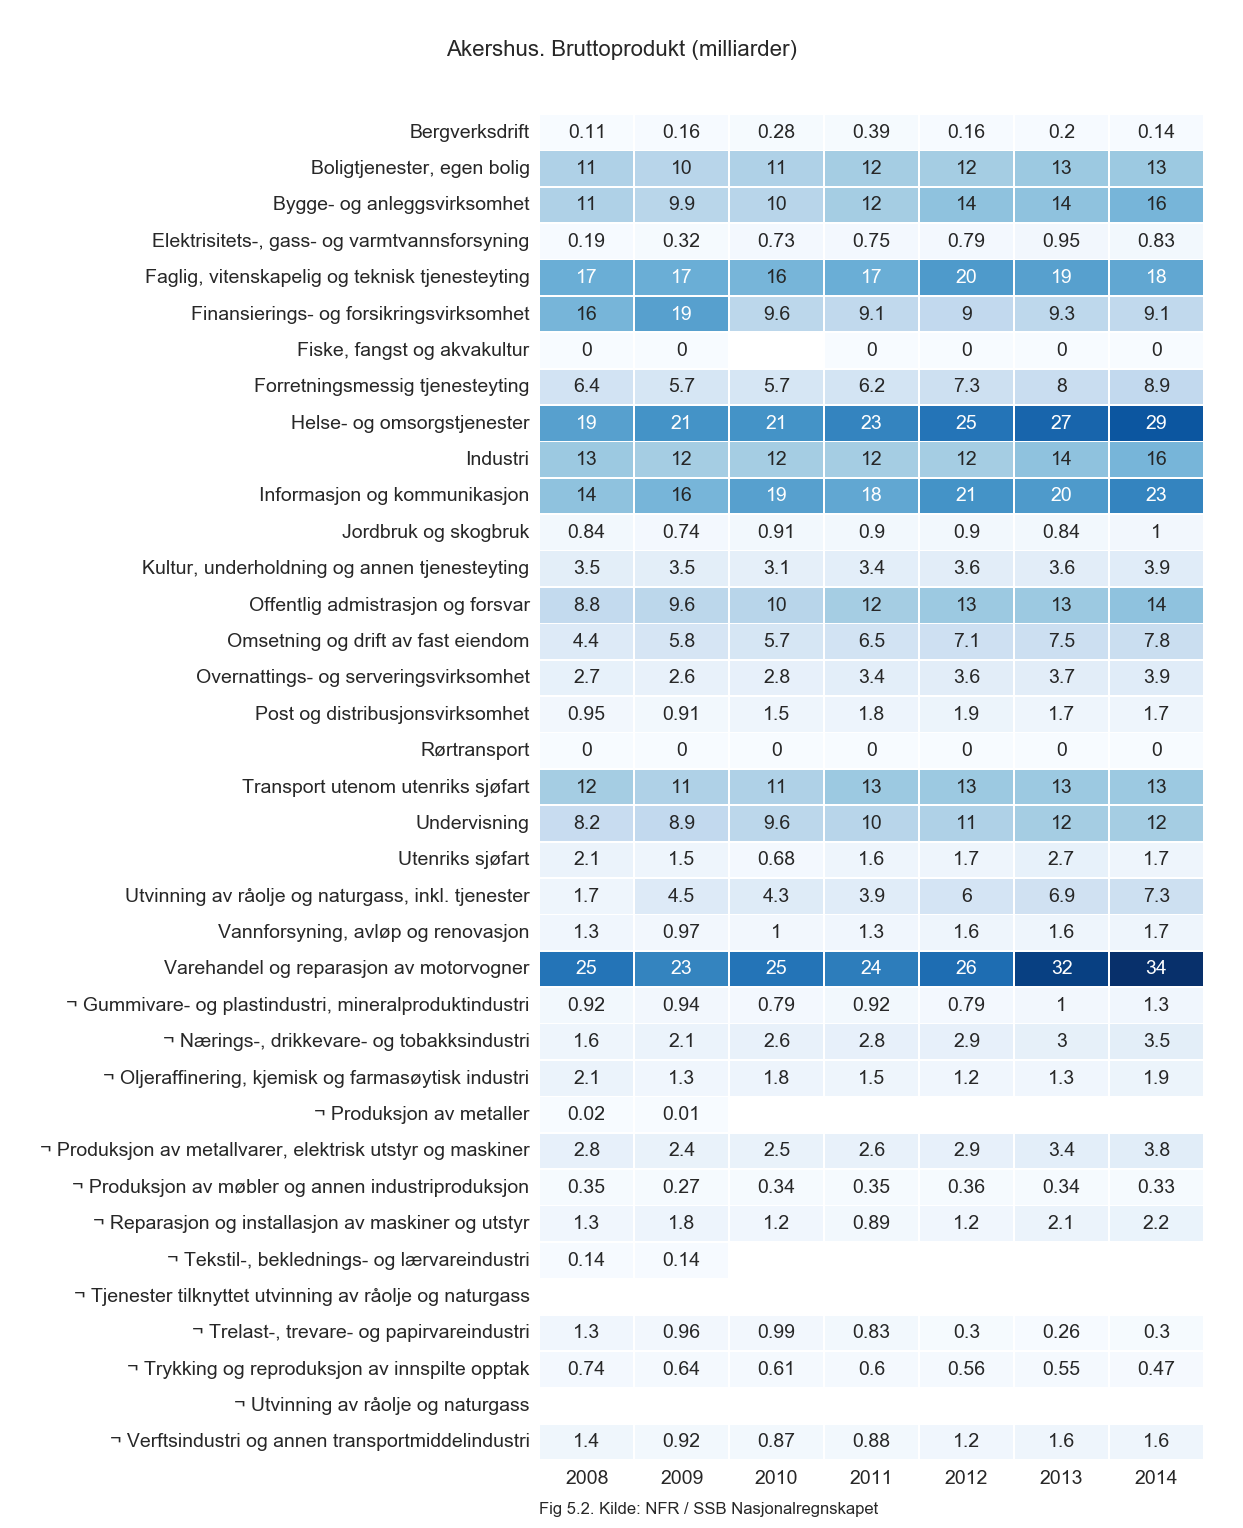 Akershus. Bruttoprodukt (milliarder)
Bergverksdrift 0.11 0.16 0.28 0.39 0.16 0.2 0.14
Boligtjenester, egen bolig 11 10 11 12 12 13 13
Bygge- og anleggsvirksomhet 11 9.9 10 12 14 14 16
Elektrisitets-, gass- og varmtvannsforsyning 0.19 0.32 0.73 0.75 0.79 0.95 0.83
Faglig, vitenskapelig og teknisk tjenesteyting 17 17 16 17 20 19 18
Finansierings- og forsikringsvirksomhet 16 19 9.6 9.1 9 9.3 9.1
Fiske, fangst og akvakultur 0 0 0 0 0 0
Forretningsmessig tjenesteyting 6.4 5.7 5.7 6.2 7.3 8 8.9
Helse- og omsorgstjenester 19 21 21 23 25 27 29
Industri 13 12 12 12 12 14 16
Informasjon og kommunikasjon 14 16 19 18 21 20 23
Jordbruk og skogbruk 0.84 0.74 0.91 0.9 0.9 0.84 1
Kultur, underholdning og annen tjenesteyting 3.5 3.5 3.1 3.4 3.6 3.6 3.9
Offentlig admistrasjon og forsvar 8.8 9.6 10 12 13 13 14
Omsetning og drift av fast eiendom 4.4 5.8 5.7 6.5 7.1 7.5 7.8
Overnattings- og serveringsvirksomhet 2.7 2.6 2.8 3.4 3.6 3.7 3.9
Post og distribusjonsvirksomhet 0.95 0.91 1.5 1.8 1.9 1.7 1.7
Rørtransport 0 0 0 0 0 0 0
Transport utenom utenriks sjøfart 12 11 11 13 13 13 13
Undervisning 8.2 8.9 9.6 10 11 12 12
Utenriks sjøfart 2.1 1.5 0.68 1.6 1.7 2.7 1.7
Utvinning av råolje og naturgass, inkl. tjenester 1.7 4.5 4.3 3.9 6 6.9 7.3
Vannforsyning, avløp og renovasjon 1.3 0.97 1 1.3 1.6 1.6 1.7
Varehandel og reparasjon av motorvogner 25 23 25 24 26 32 34
¬ Gummivare- og plastindustri, mineralproduktindustri 0.92 0.94 0.79 0.92 0.79 1 1.3
¬ Nærings-, drikkevare- og tobakksindustri 1.6 2.1 2.6 2.8 2.9 3 3.5
¬ Oljeraffinering, kjemisk og farmasøytisk industri 2.1 1.3 1.8 1.5 1.2 1.3 1.9
¬ Produksjon av metaller 0.02 0.01
¬ Produksjon av metallvarer, elektrisk utstyr og maskiner 2.8 2.4 2.5 2.6 2.9 3.4 3.8
¬ Produksjon av møbler og annen industriproduksjon 0.35 0.27 0.34 0.35 0.36 0.34 0.33
¬ Reparasjon og installasjon av maskiner og utstyr 1.3 1.8 1.2 0.89 1.2 2.1 2.2
¬ Tekstil-, beklednings- og lærvareindustri 0.14 0.14
¬ Tjenester tilknyttet utvinning av råolje og naturgass
¬ Trelast-, trevare- og papirvareindustri 1.3 0.96 0.99 0.83 0.3 0.26 0.3
¬ Trykking og reproduksjon av innspilte opptak 0.74 0.64 0.61 0.6 0.56 0.55 0.47
¬ Utvinning av råolje og naturgass
¬ Verftsindustri og annen transportmiddelindustri 1.4 0.92 0.87 0.88 1.2 1.6 1.6
2008 2009 2010 2011 2012 2013 2014
Fig 5.2. Kilde: NFR / SSB Nasjonalregnskapet